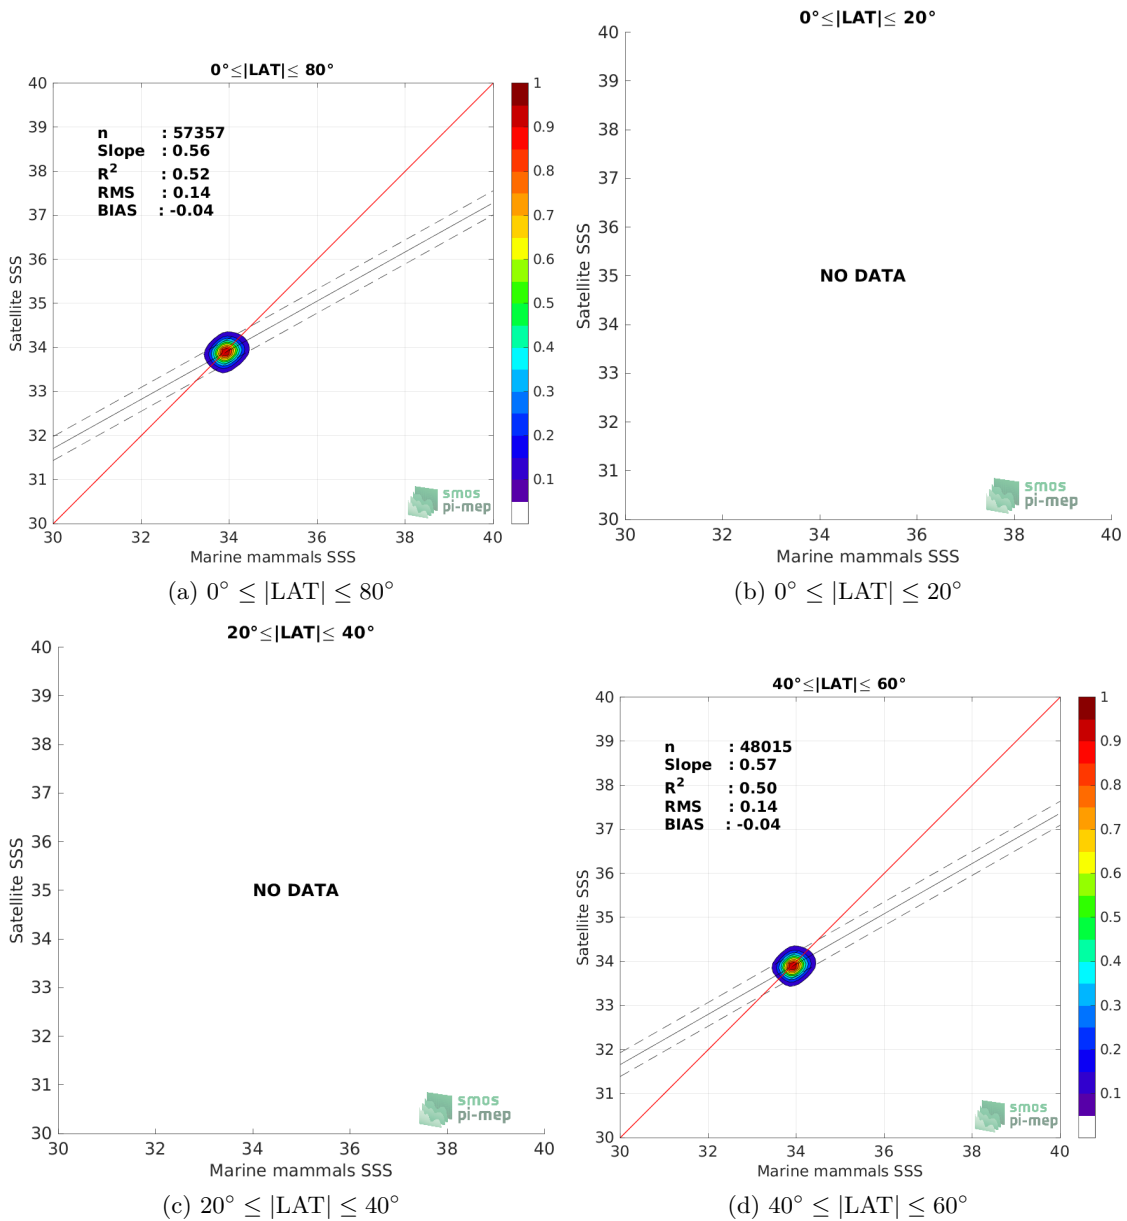 0°≤|LAT|≤ 80°
40
39
38
37
36
35
34
33
32
31
30
Satellite SSS
n : 57357
Slope : 0.56
R² : 0.52
RMS : 0.14
BIAS : -0.04
smos
pi-mep
30 32 34 36 38 40
Marine mammals SSS
1
0.9
0.8
0.7
0.6
0.5
0.4
0.3
0.2
0.1
(a) 0° ≤ |LAT| ≤ 80°
0°≤|LAT|≤ 20°
40
39
38
37
36
35
34
33
32
31
30
Satellite SSS
NO DATA
smos
pi-mep
30 32 34 36 38 40
Marine mammals SSS
(b) 0° ≤ |LAT| ≤ 20°
20°≤|LAT|≤ 40°
40
39
38
37
36
35
34
33
32
31
30
Satellite SSS
NO DATA
smos
pi-mep
30 32 34 36 38 40
Marine mammals SSS
(c) 20° ≤ |LAT| ≤ 40°
40°≤|LAT|≤ 60°
40
39
38
37
36
35
34
33
32
31
30
Satellite SSS
n : 48015
Slope : 0.57
R² : 0.50
RMS : 0.14
BIAS : -0.04
smos
pi-mep
30 32 34 36 38 40
Marine mammals SSS
1
0.9
0.8
0.7
0.6
0.5
0.4
0.3
0.2
0.1
(d) 40° ≤ |LAT| ≤ 60°